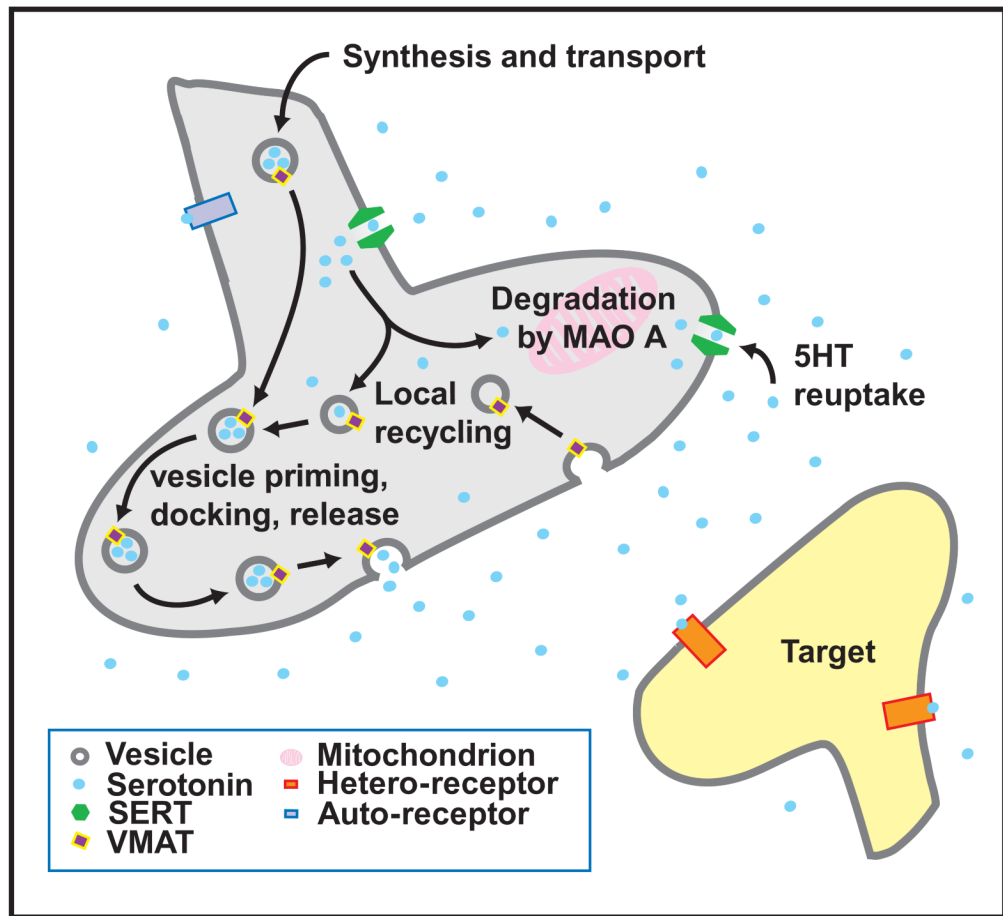 Synthesis and transport
Degradation
by MAO A
5HT
reuptake
Local
recycling
vesicle priming,
docking, release
Target
Vesicle
Serotonin
SERT
VMAT
Mitochondrion
Hetero-receptor
Auto-receptor